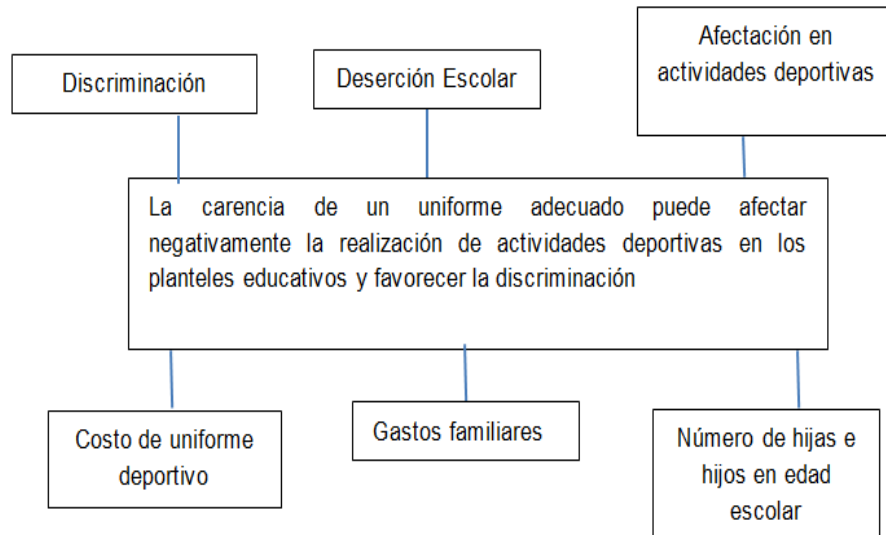 Discriminación
Deserción Escolar
Afectación en
actividades deportivas
La carencia de un uniforme adecuado puede afectar
negativamente la realización de actividades deportivas en los
planteles educativos y favorecer la discriminación
Costo de uniforme
deportivo
Gastos familiares
Número de hijas e
hijos en edad
escolar